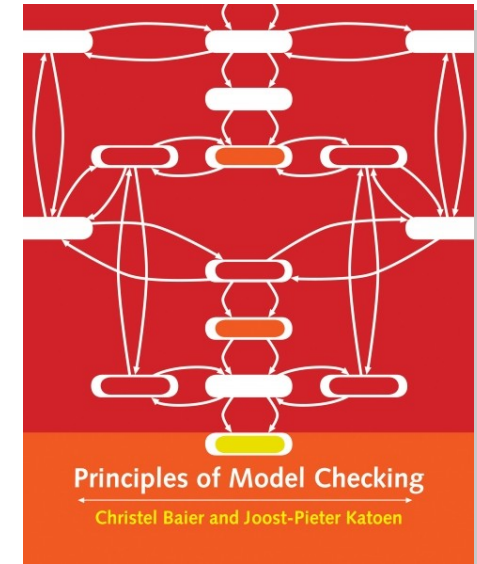 Principles of Model Checking
Christel Baier and Joost-Pieter Katoen